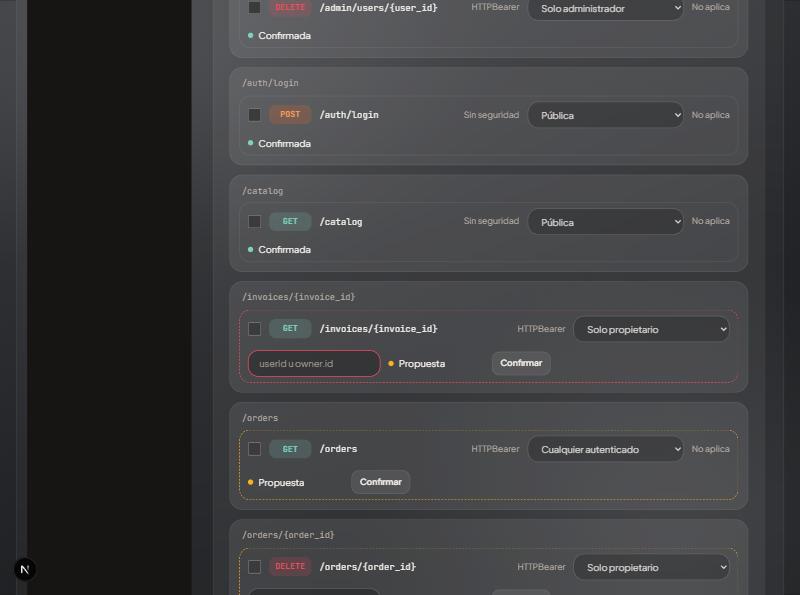 DELETE /admin/users/{user_id} HTTPBearer Solo administrador No aplica
Confirmada
/auth/login
POST /auth/login Sin seguridad Pública No aplica
Confirmada
/catalog
GET /catalog Sin seguridad Pública No aplica
Confirmada
/invoices/{invoice_id}
GET /invoices/{invoice_id} HTTPBearer Solo propietario
userId u owner.id Propuesta Confirmar
/orders
GET /orders HTTPBearer Cualquier autenticado No aplica
Propuesta Confirmar
/orders/{order_id}
DELETE /orders/{order_id} HTTPBearer Solo propietario
N